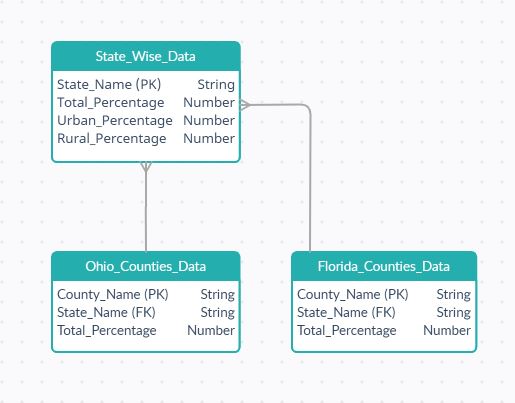 State_Wise_Data
State_Name (PK) String
Total_Percentage Number
Urban_Percentage Number
Rural_Percentage Number
Ohio_Counties_Data
County_Name (PK) String
State_Name (FK) String
Total_Percentage Number
Florida_Counties_Data
County_Name (PK) String
State_Name (FK) String
Total_Percentage Number